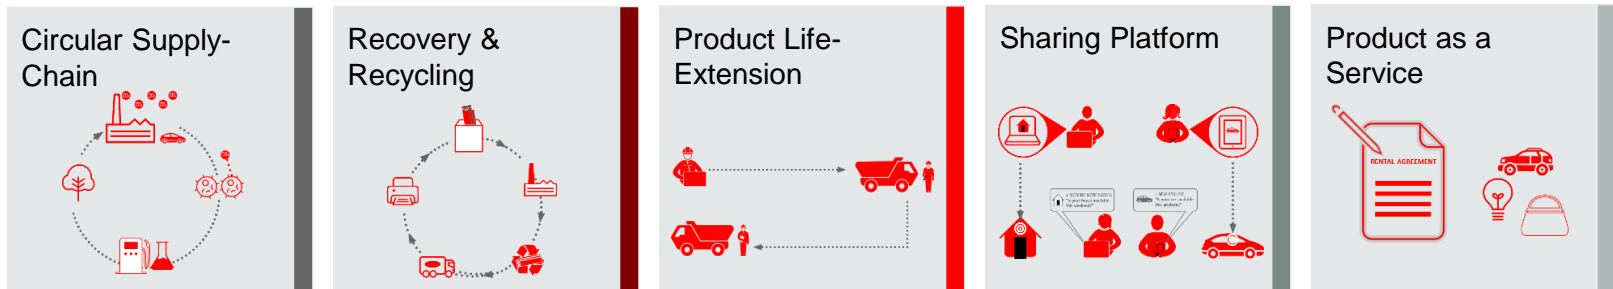 Circular Supply-
Chain
Recovery &
Recycling
Product Life-
Extension
Sharing Platform
Product as a
Service
RENTAL AGREEMENT